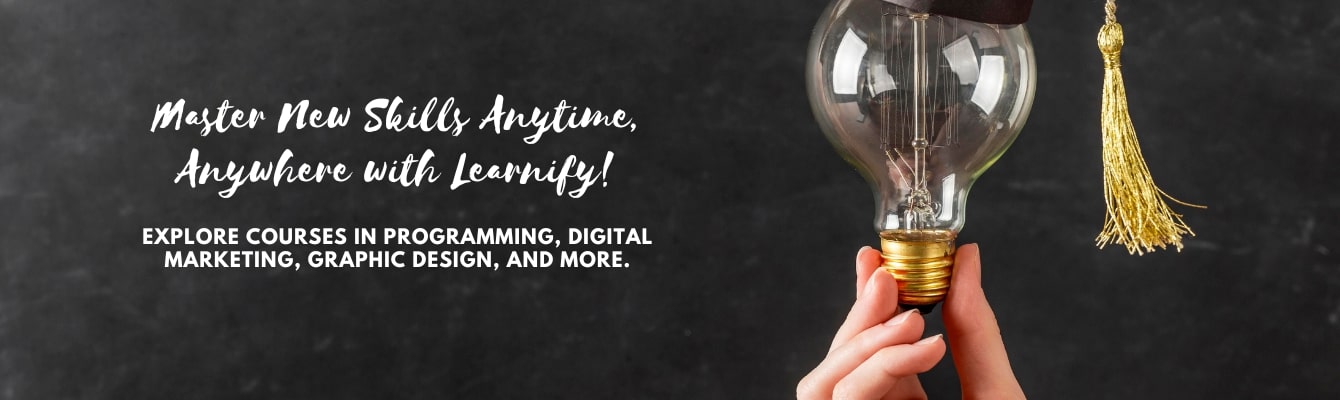 Master New Skills Anytime,
Anywhere with Learnify!
EXPLORE COURSES IN PROGRAMMING, DIGITAL
MARKETING, GRAPHIC DESIGN, AND MORE.